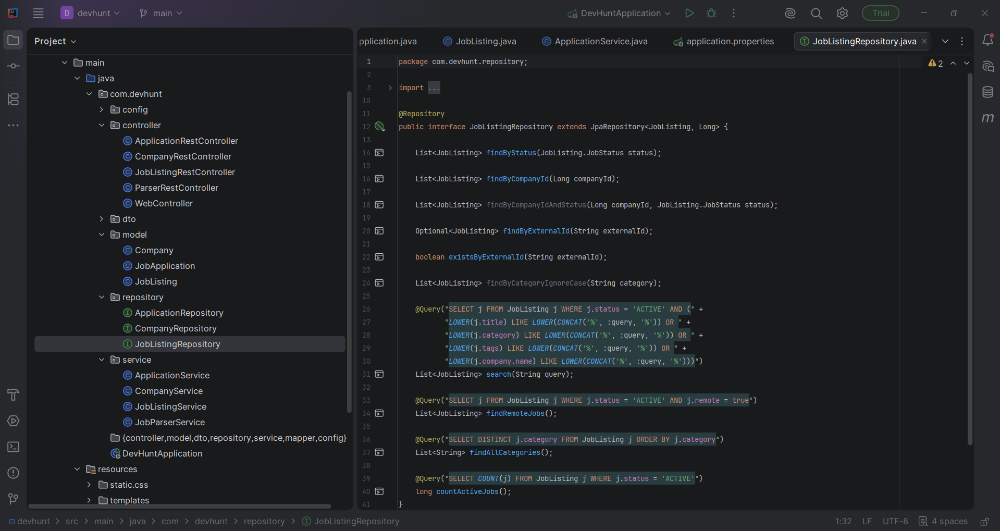 D devhunt main DevHuntApplication Trial
Project
main
java
com.devhunt
config
controller
C ApplicationRestController
C CompanyRestController
C JobListingRestController
C ParserRestController
C WebController
dto
model
C Company
C JobApplication
C JobListing
repository
I ApplicationRepository
I CompanyRepository
I JobListingRepository
service
C ApplicationService
C CompanyService
C JobListingService
C JobParserService
{controller,model,dto,repository,service,mapper,config}
DevHuntApplication
resources
static.css
templates
pplication.java C JobListing.java C ApplicationService.java application.properties I JobListingRepository.java
2
1 package com.devhunt.repository;
2
3 import ...
10
11 @Repository
12 public interface JobListingRepository extends JpaRepository<JobListing, Long> {
13
14 List<JobListing> findByStatus(JobListing.JobStatus status);
15
16 List<JobListing> findByCompanyId(Long companyId);
17
18 List<JobListing> findByCompanyIdAndStatus(Long companyId, JobListing.JobStatus status);
19
20 Optional<JobListing> findByExternalId(String externalId);
21
22 boolean existsByExternalId(String externalId);
23
24 List<JobListing> findByCategoryIgnoreCase(String category);
25
26 @Query("SELECT j FROM JobListing j WHERE j.status = 'ACTIVE' AND (" +
27 "LOWER(j.title) LIKE LOWER(CONCAT('%', :query, '%')) OR " +
28 "LOWER(j.category) LIKE LOWER(CONCAT('%', :query, '%')) OR " +
29 "LOWER(j.tags) LIKE LOWER(CONCAT('%', :query, '%')) OR " +
30 "LOWER(j.company.name) LIKE LOWER(CONCAT('%', :query, '%')))")
31 List<JobListing> search(String query);
32
33 @Query("SELECT j FROM JobListing j WHERE j.status = 'ACTIVE' AND j.remote = true")
34 List<JobListing> findRemoteJobs();
35
36 @Query("SELECT DISTINCT j.category FROM JobListing j ORDER BY j.category")
37 List<String> findAllCategories();
38
39 @Query("SELECT COUNT(j) FROM JobListing j WHERE j.status = 'ACTIVE'")
40 long countActiveJobs();
41 }
m
devhunt > src > main > java > com > devhunt > repository > I JobListingRepository 1:32 LF UTF-8 4 spaces